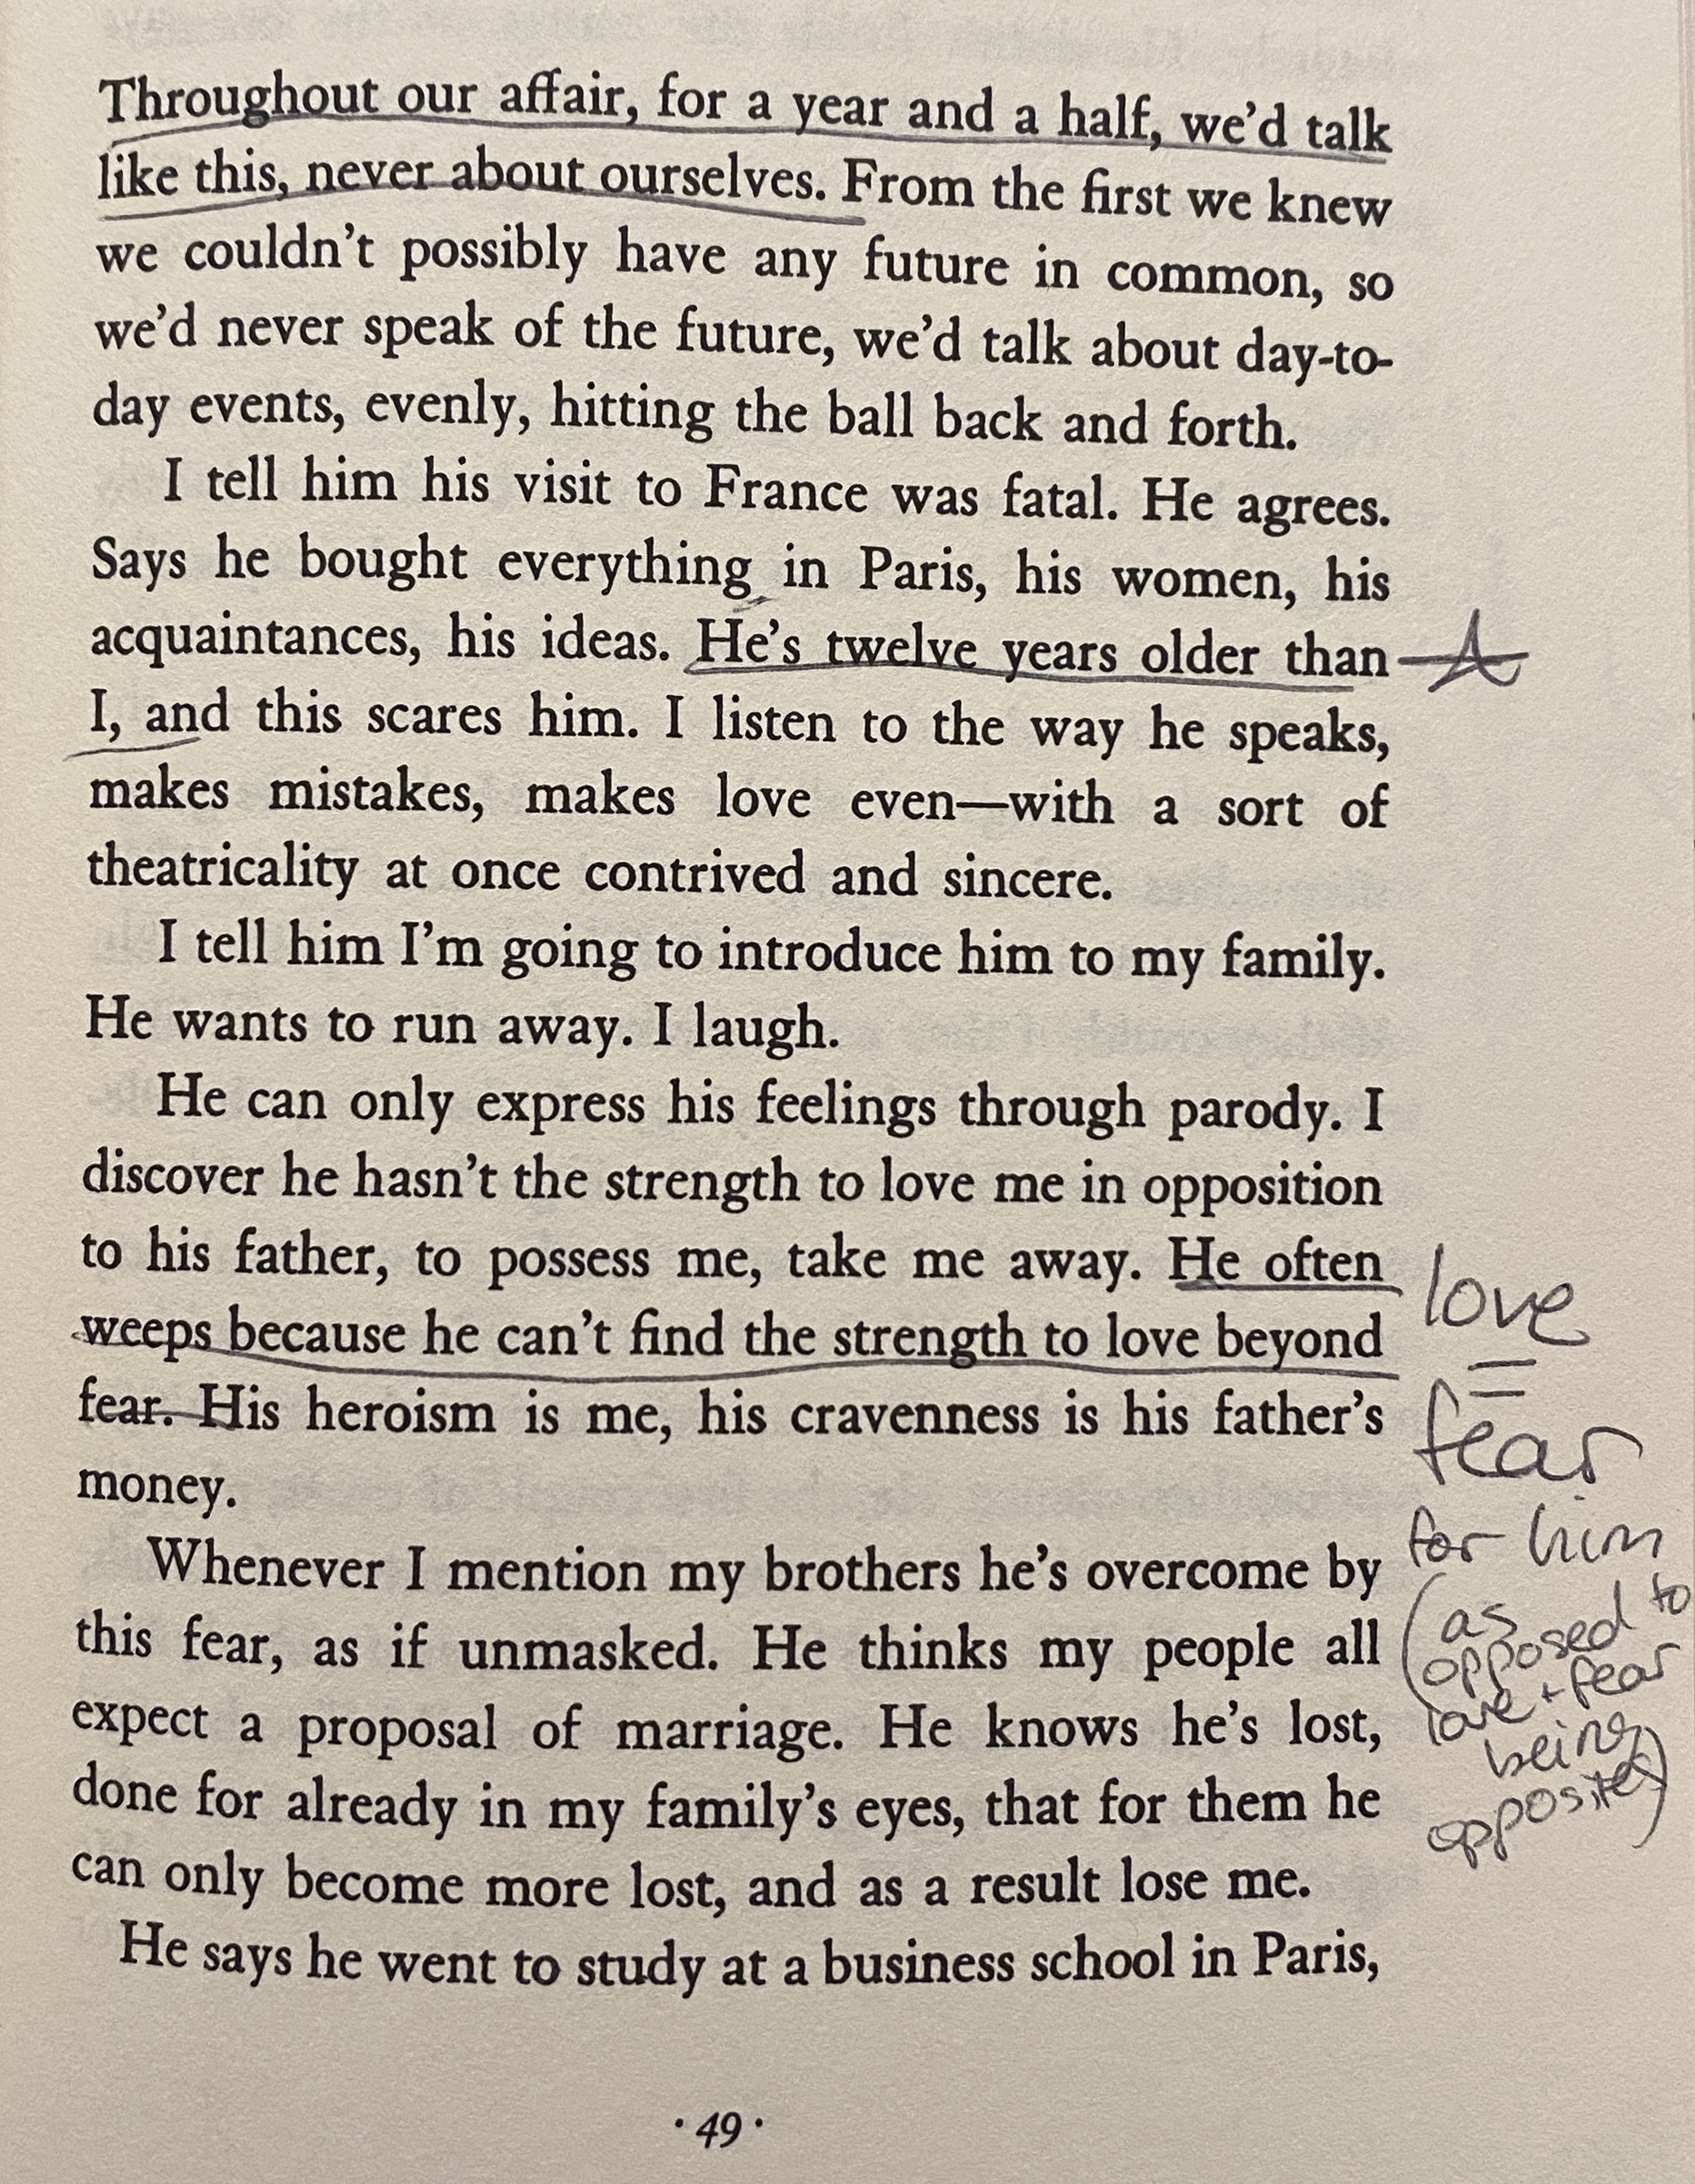 Throughout our affair, for a year and a half, we'd talk
like this, never about ourselves. From the first we knew
we couldn't possibly have any future in common, so
we'd never speak of the future, we'd talk about day-to-
day events, evenly, hitting the ball back and forth.
I tell him his visit to France was fatal. He agrees.
Says he bought everything in Paris, his women, his
acquaintances, his ideas. He's twelve years older than
I, and this scares him. I listen to the way he speaks,
makes mistakes, makes love even—with a sort of
theatricality at once contrived and sincere.
I tell him I'm going to introduce him to my family.
He wants to run away. I laugh.
He can only express his feelings through parody. I
discover he hasn't the strength to love me in opposition
to his father, to possess me, take me away. He often
weeps because he can't find the strength to love beyond
fear. His heroism is me, his cravenness is his father's
money.
Whenever I mention my brothers he's overcome by
this fear, as if unmasked. He thinks my people all
expect a proposal of marriage. He knows he's lost,
done for already in my family's eyes, that for them he
can only become more lost, and as a result lose me.
He says he went to study at a business school in Paris,
· 49 ·
love
=
fear
for him
(as
opposed to
love + fear
being
opposites)